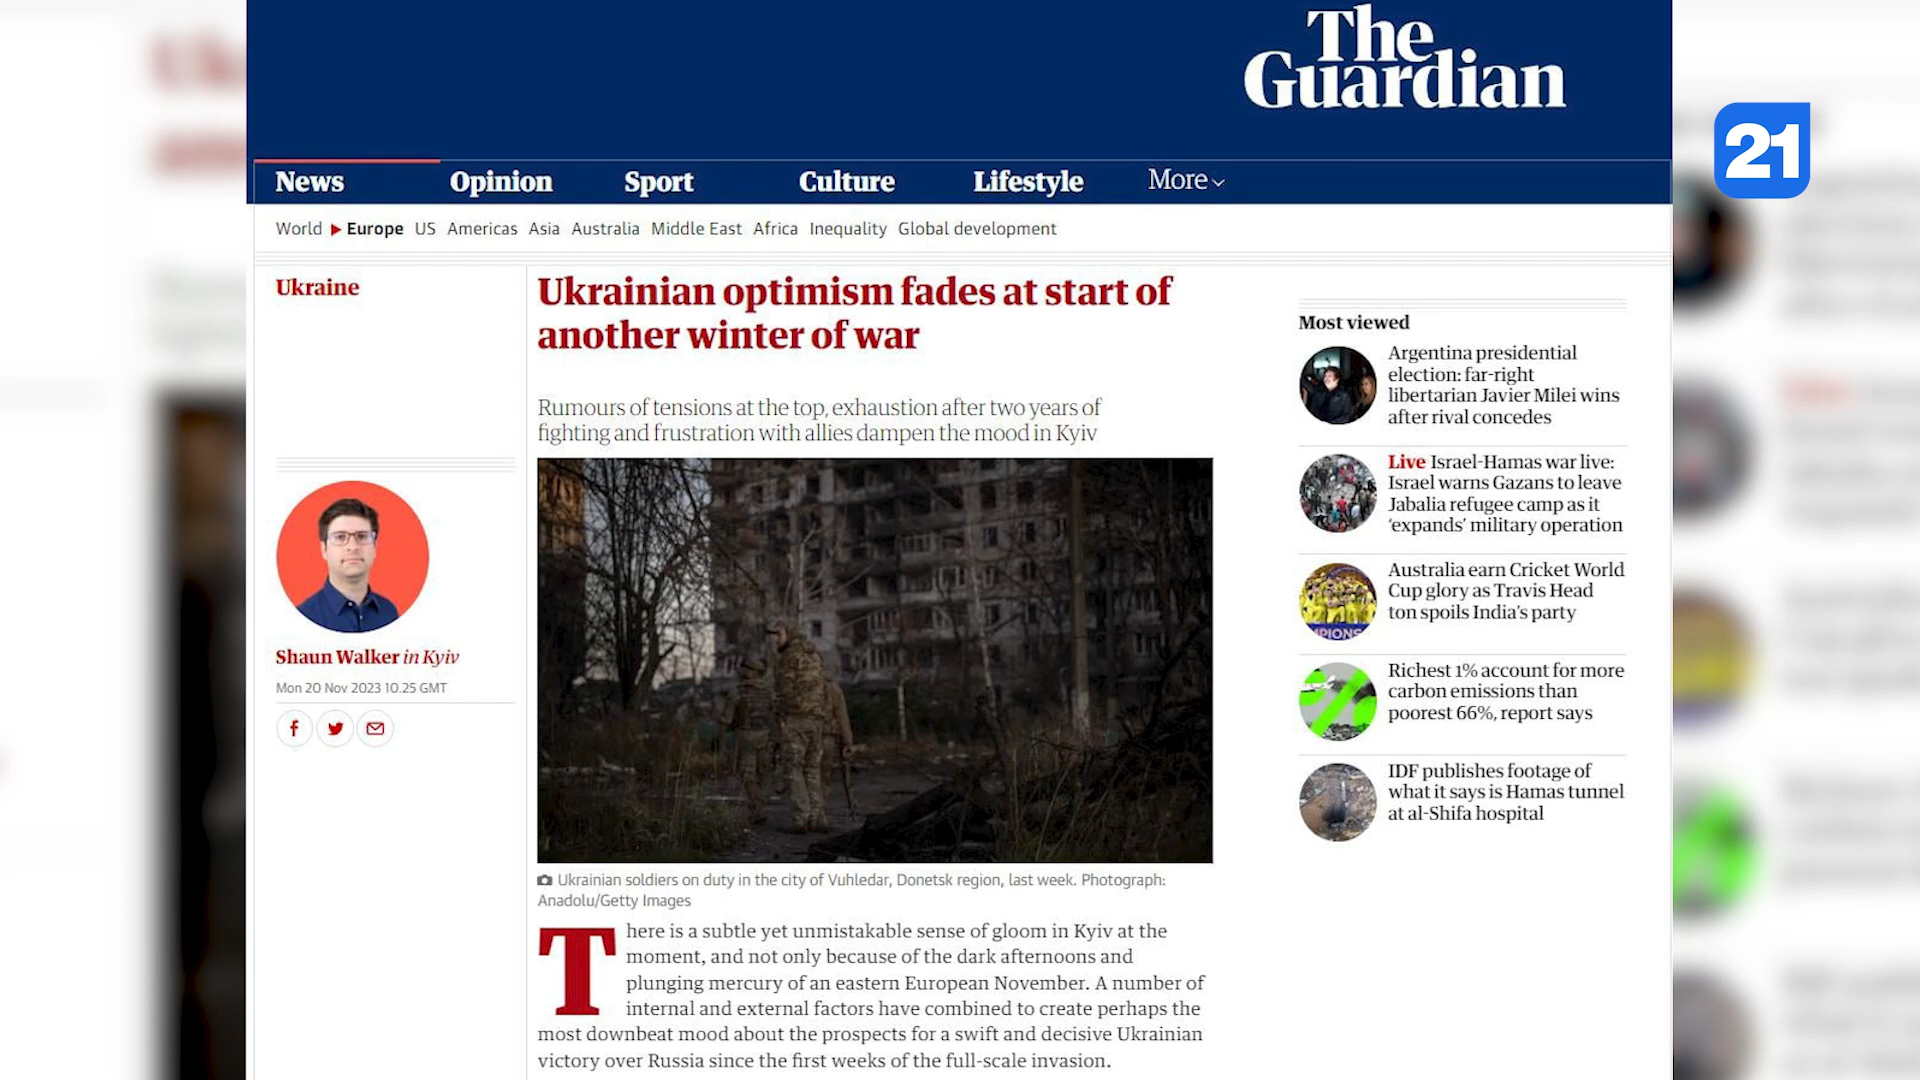 The
Guardian
21
News Opinion Sport Culture Lifestyle More
World Europe US Americas Asia Australia Middle East Africa Inequality Global development
Ukraine
Ukrainian optimism fades at start of
another winter of war
Rumours of tensions at the top, exhaustion after two years of
fighting and frustration with allies dampen the mood in Kyiv
Shaun Walker in Kyiv
Mon 20 Nov 2023 10.25 GMT
Ukrainian soldiers on duty in the city of Vuhledar, Donetsk region, last week. Photograph:
Anadolu/Getty Images
There is a subtle yet unmistakable sense of gloom in Kyiv at the
moment, and not only because of the dark afternoons and
plunging mercury of an eastern European November. A number of
internal and external factors have combined to create perhaps the
most downbeat mood about the prospects for a swift and decisive Ukrainian
victory over Russia since the first weeks of the full-scale invasion.
Most viewed
Argentina presidential
election: far-right
libertarian Javier Milei wins
after rival concedes
Live Israel-Hamas war live:
Israel warns Gazans to leave
Jabalia refugee camp as it
‘expands’ military operation
Australia earn Cricket World
Cup glory as Travis Head
ton spoils India’s party
Richest 1% account for more
carbon emissions than
poorest 66%, report says
IDF publishes footage of
what it says is Hamas tunnel
at al-Shifa hospital